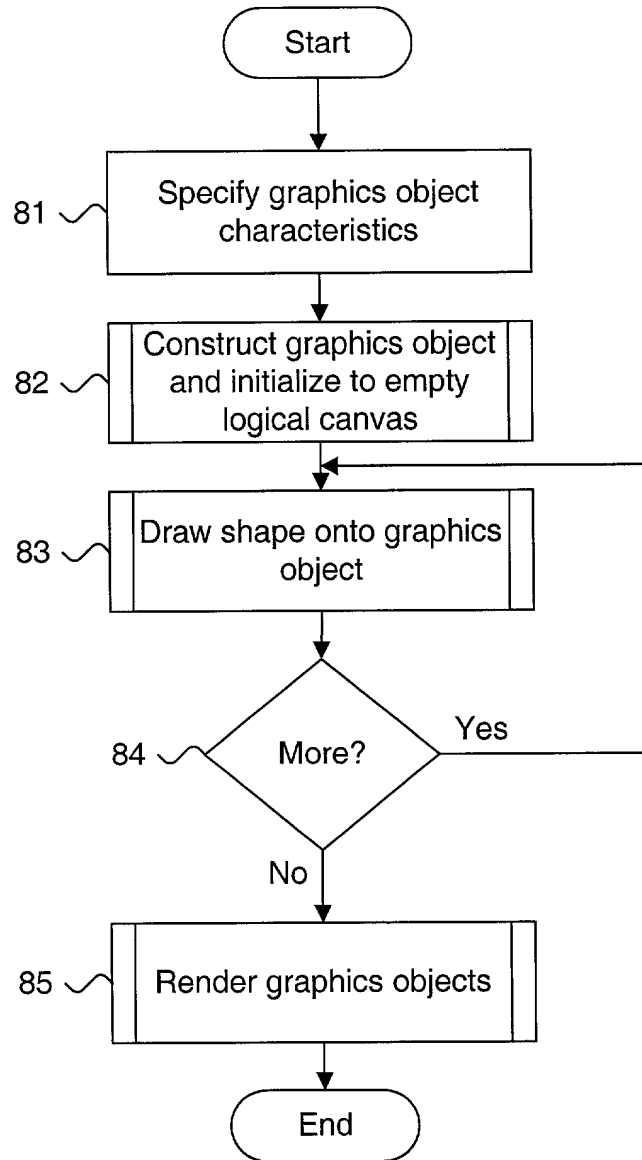 Start
81
Specify graphics object
characteristics
82
Construct graphics object
and initialize to empty
logical canvas
83
Draw shape onto graphics
object
84
More?
Yes
No
85
Render graphics objects
End